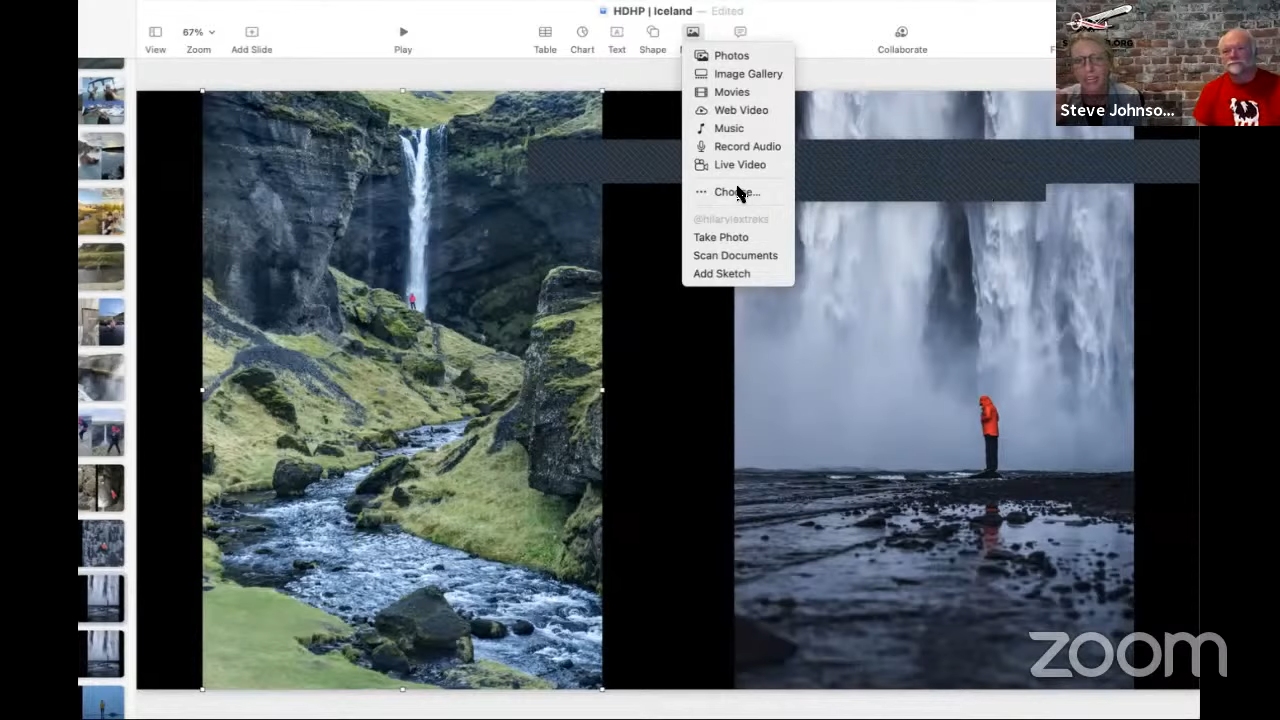 HDHP | Iceland — Edited
View
67%
Zoom
Add Slide
Play
Table
Chart
Text
Shape
Collaborate
Photos
Image Gallery
Movies
Web Video
Music
Record Audio
Live Video
Choose...
Take Photo
Scan Documents
Add Sketch
Steve Johnso...
zoom